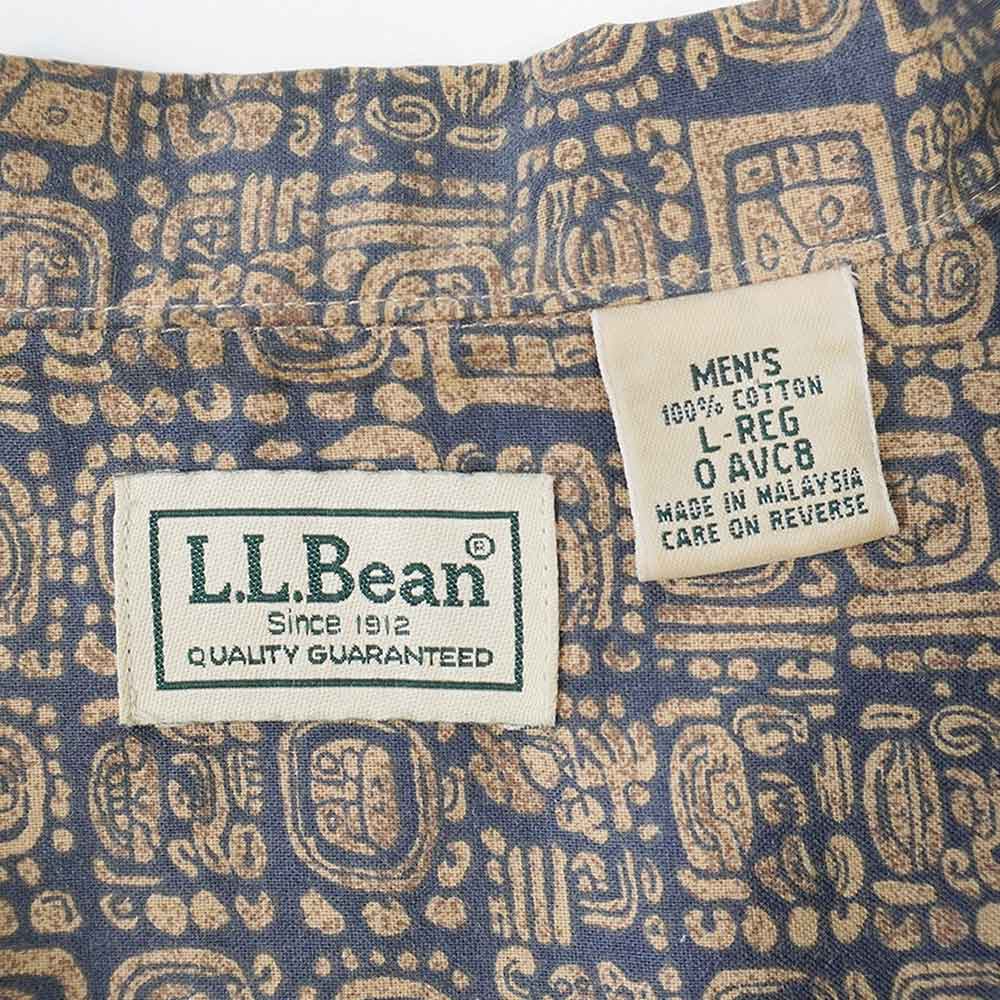 MEN'S
100% COTTON
L-REG
0 AVC8
MADE IN MALAYSIA
CARE ON REVERSE
L.L.Bean®
Since 1912
QUALITY GUARANTEED